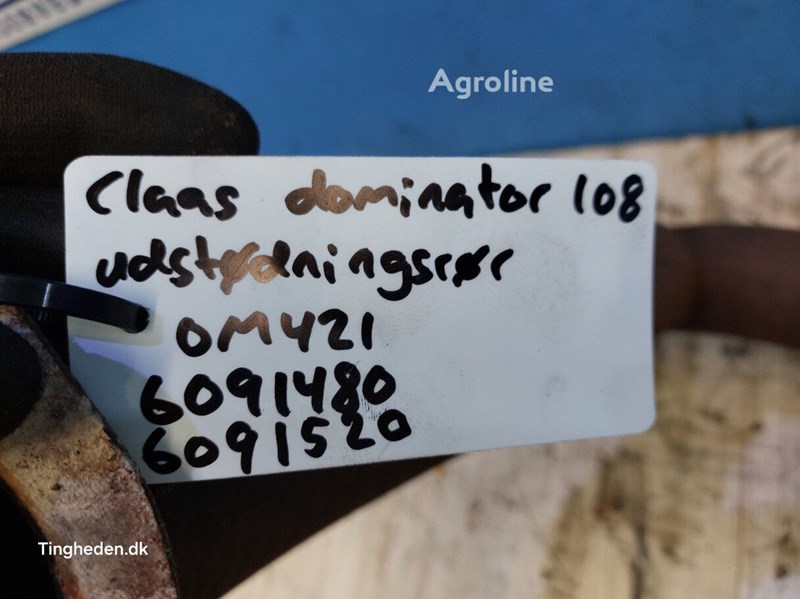 Agroline
Claas dominator 108
udstødningsrør
OM421
6091480
6091520
Tingheden.dk